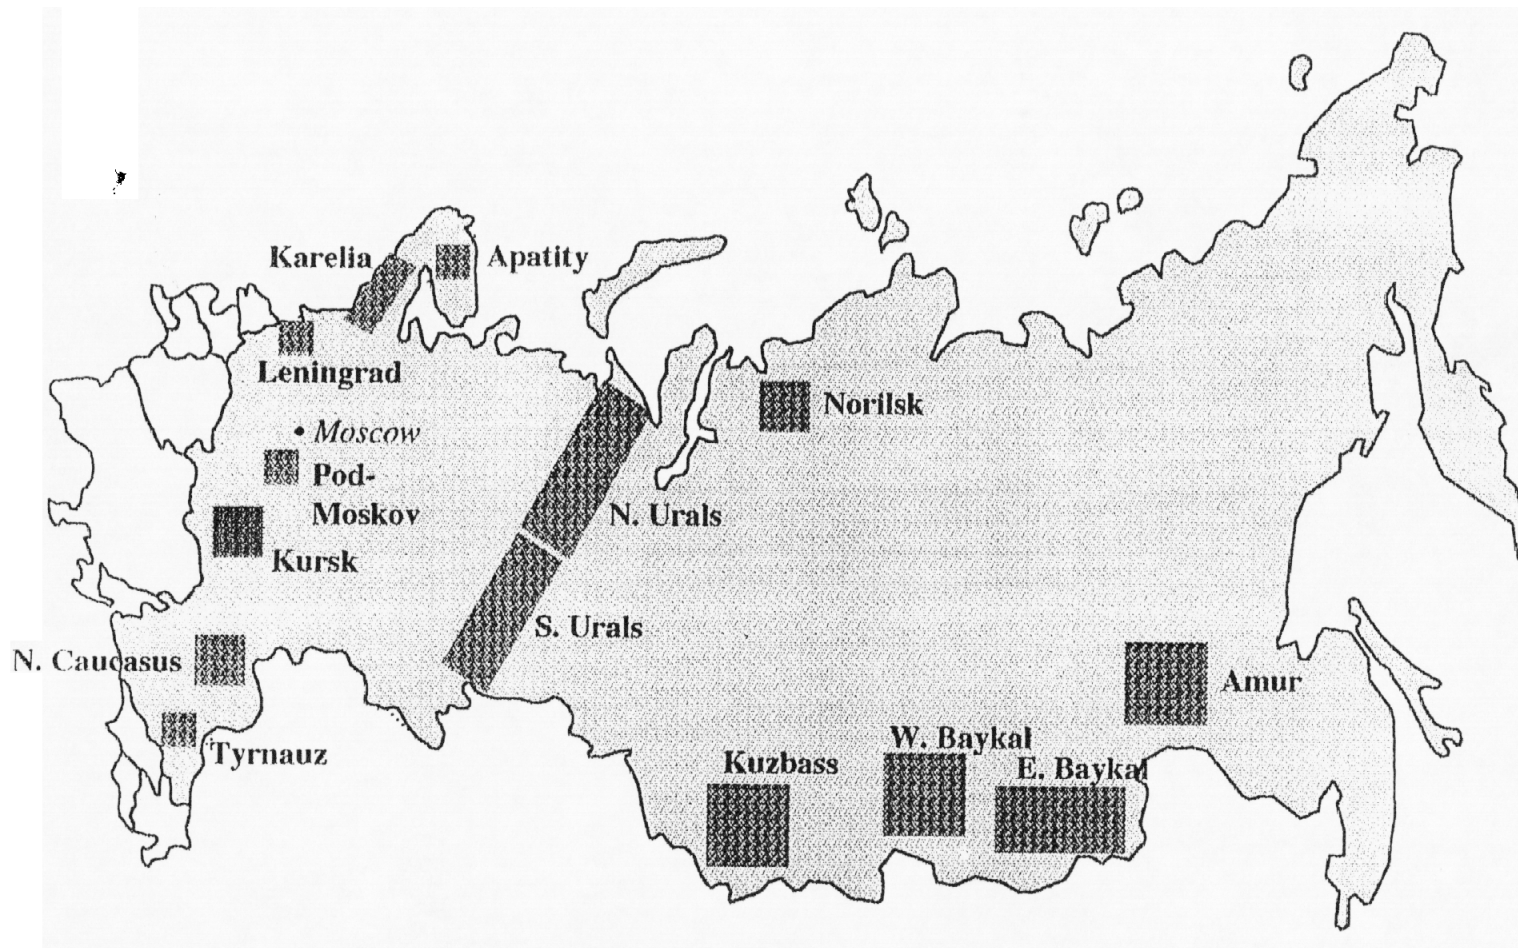 Karelia
Apatity
Leningrad
Moscow
Norilsk
Pod-
Moskov
N. Urals
Kursk
S. Urals
N. Caucasus
Amur
Tyrnauz
W. Baykal
Kuzbass
E. Baykal